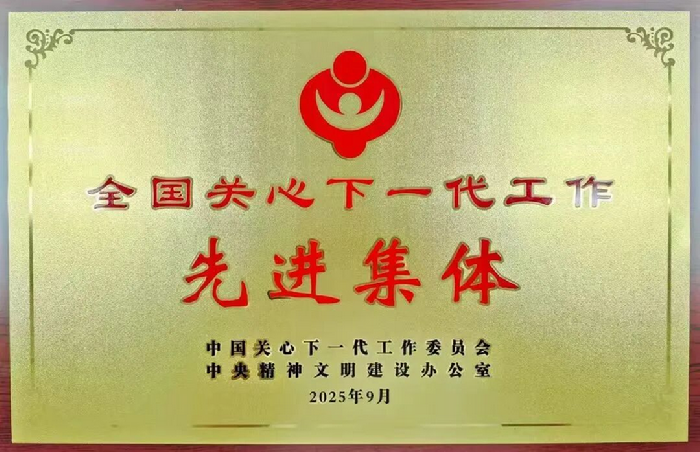 全国关心下一代工作
先进集体
中国关心下一代工作委员会
中央精神文明建设办公室
2025年9月